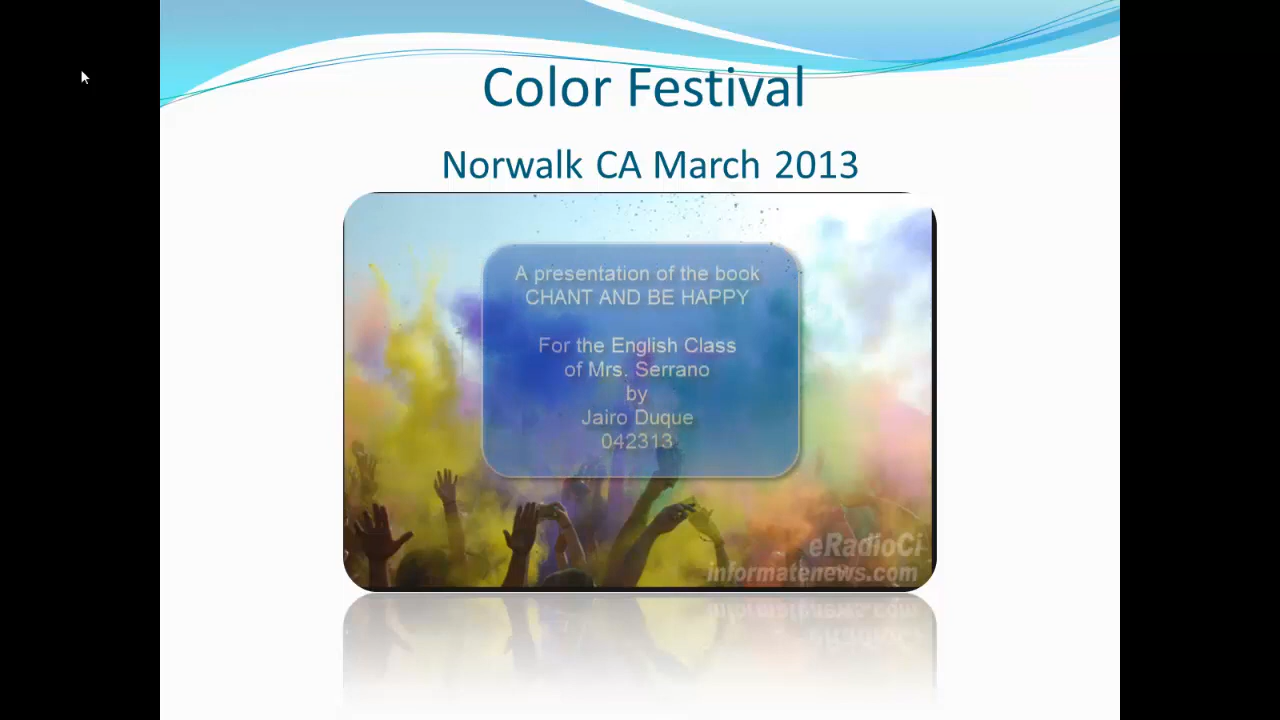 Color Festival
Norwalk CA March 2013
A presentation of the book
CHANT AND BE HAPPY
For the English Class
of Mrs. Serrano
by
Jairo Duque
042313
eRadioCi
informatenews.com